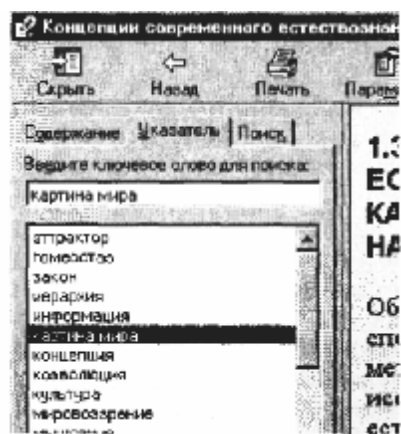 Концепции современного естествознан
Скрыть Назад Печать Парам
Содержание Указатель Поиск
Введите ключевое слово для поиска:
картина мира
аттрактор
гомеостаз
закон
иерархия
информация
картина мира
концепция
коэволюция
культура
мировоззрение
1.3
ЕС
КА
НА
Об
спо
мет
исс
ест